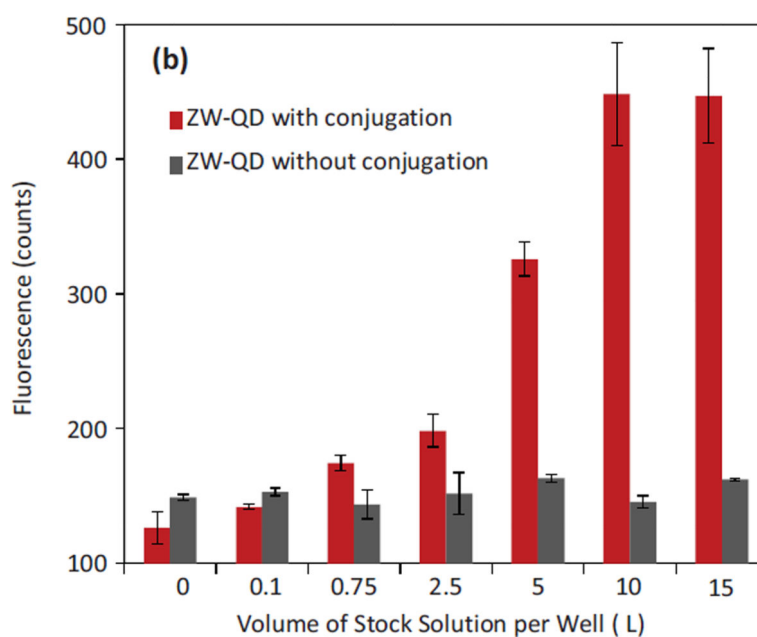 (b)
ZW-QD with conjugation
ZW-QD without conjugation
Fluorescence (counts)
500
400
300
200
100
0 0.1 0.75 2.5 5 10 15
Volume of Stock Solution per Well ( L)